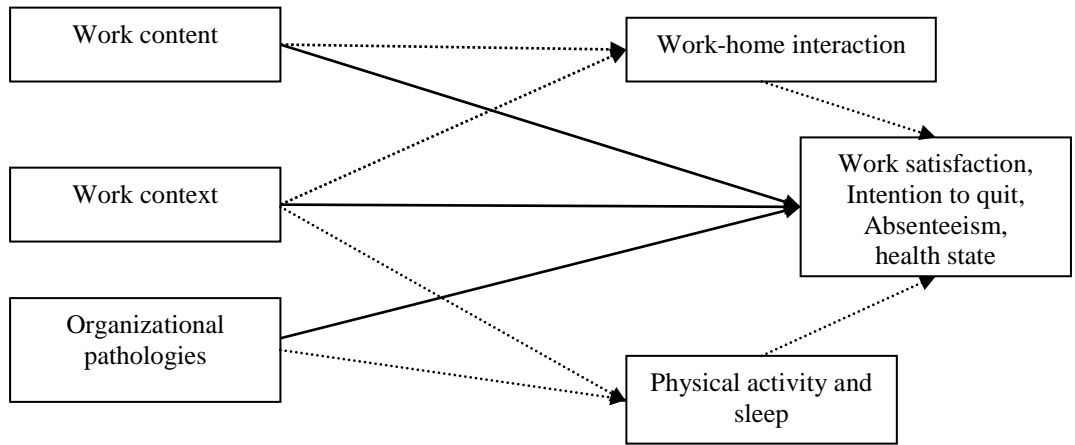 Work content
Work context
Organizational
pathologies
Work-home interaction
Work satisfaction,
Intention to quit,
Absenteeism,
health state
Physical activity and
sleep